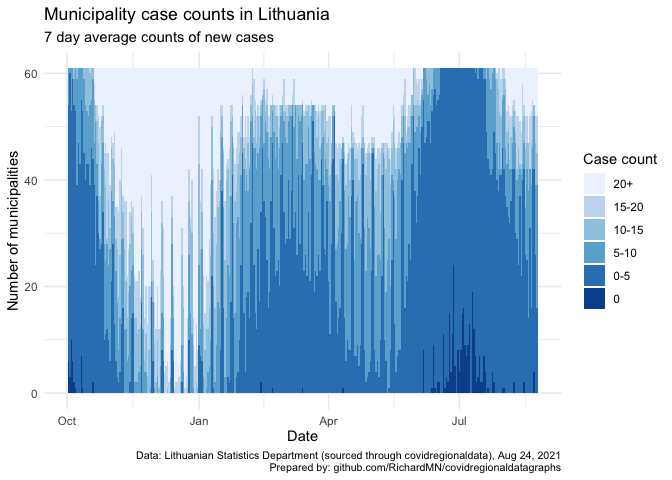 Municipality case counts in Lithuania
7 day average counts of new cases
Number of municipalities
60
40
20
0
Oct
Jan
Apr
Jul
Date
Case count
20+
15-20
10-15
5-10
0-5
0
Data: Lithuanian Statistics Department (sourced through covidregionaldata), Aug 24, 2021
Prepared by: github.com/RichardMN/covidregionaldatagraphs